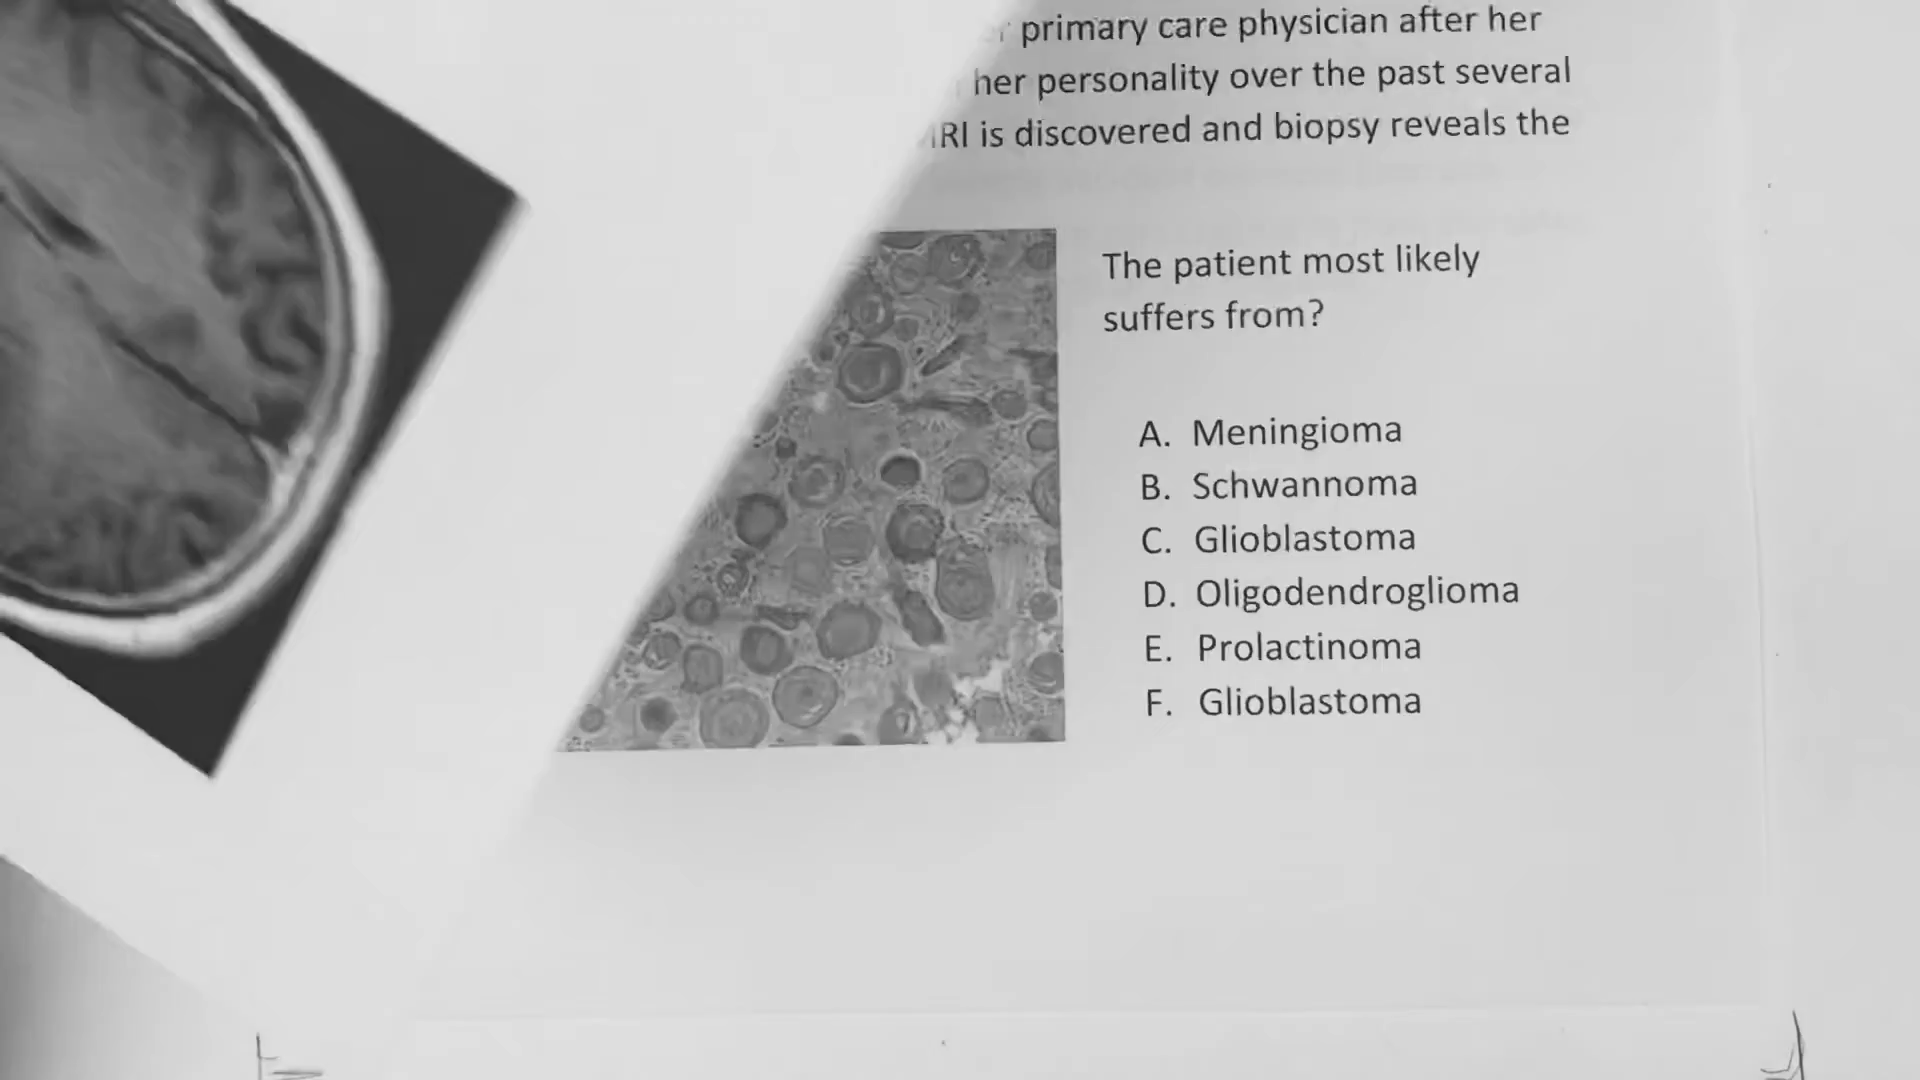 primary care physician after her
her personality over the past several
RI is discovered and biopsy reveals the
The patient most likely
suffers from?
A. Meningioma
B. Schwannoma
C. Glioblastoma
D. Oligodendroglioma
E. Prolactinoma
F. Glioblastoma